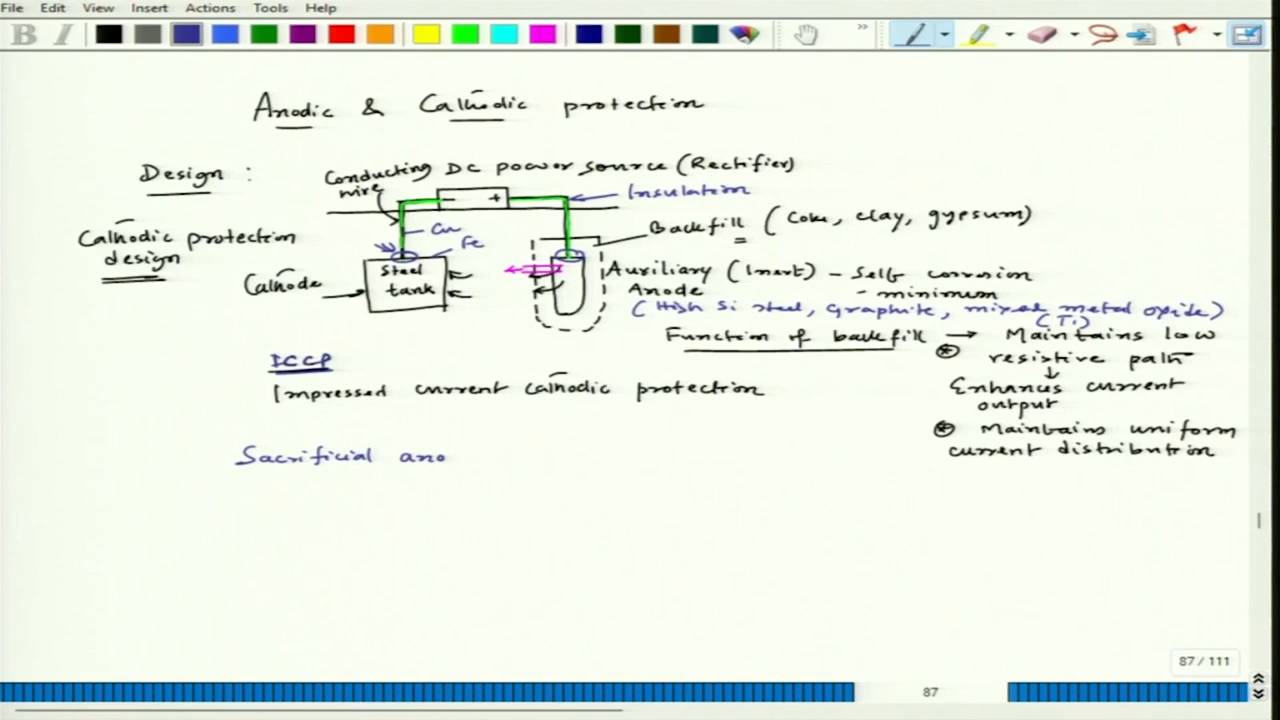 File Edit View Insert Actions Tools Help
B I
Anodic & Cathodic protection
Design :
Conducting wire
DC power source (Rectifier)
Insulation
- +
Cu
Fe
Backfill (Coke, clay, gypsum)
Cathodic protection
design
Cathode
Steel
tank
Auxiliary (Inert) - Self corrosion
Anode - minimum
(High Si steel, Graphite, mixed metal oxide)
(Ti)
Function of backfill → Maintains low
resistive path
↓
Enhances current
output
* Maintains uniform
current distribution
ICCP
Impressed current cathodic protection
Sacrificial ano
87 / 111
87